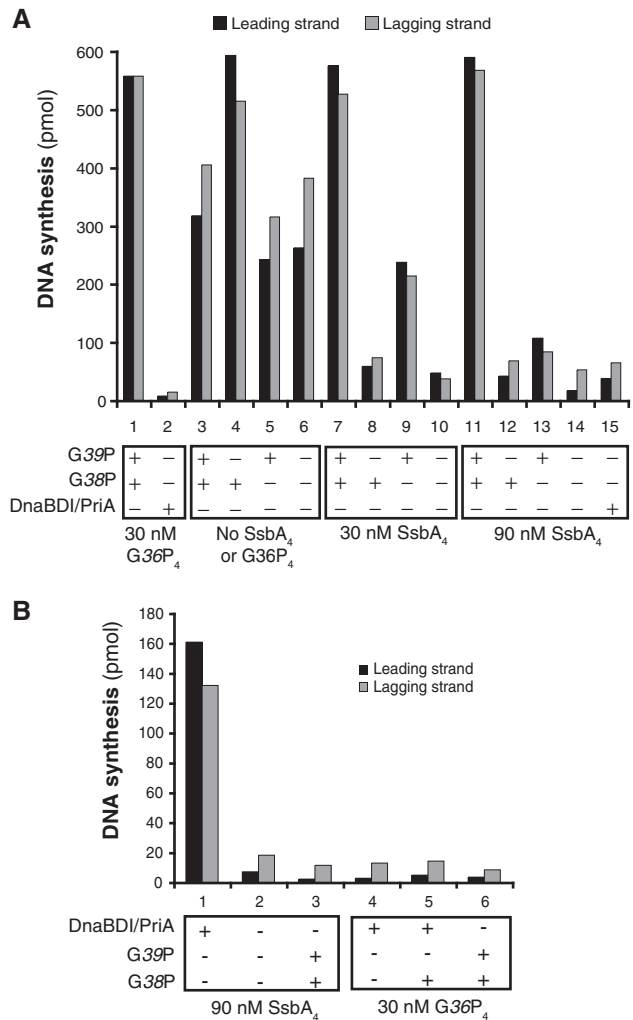 A
Leading strand Lagging strand
DNA synthesis (pmol)
600
500
400
300
200
100
0
1 2 3 4 5 6 7 8 9 10 11 12 13 14 15
G39P + − + − + − + − + − + − + − −
G38P + − + + − − + + − − + + − − −
DnaBDI/PriA − + − − − − − − − − − − − − +
30 nM G36P₄
No SsbA₄ or G36P₄
30 nM SsbA₄
90 nM SsbA₄
B
Leading strand
Lagging strand
DNA synthesis (pmol)
180
160
140
120
100
80
60
40
20
0
1 2 3 4 5 6
DnaBDI/PriA + - - + + -
G39P - - + - - +
G38P - - + - + +
90 nM SsbA₄ 30 nM G36P₄